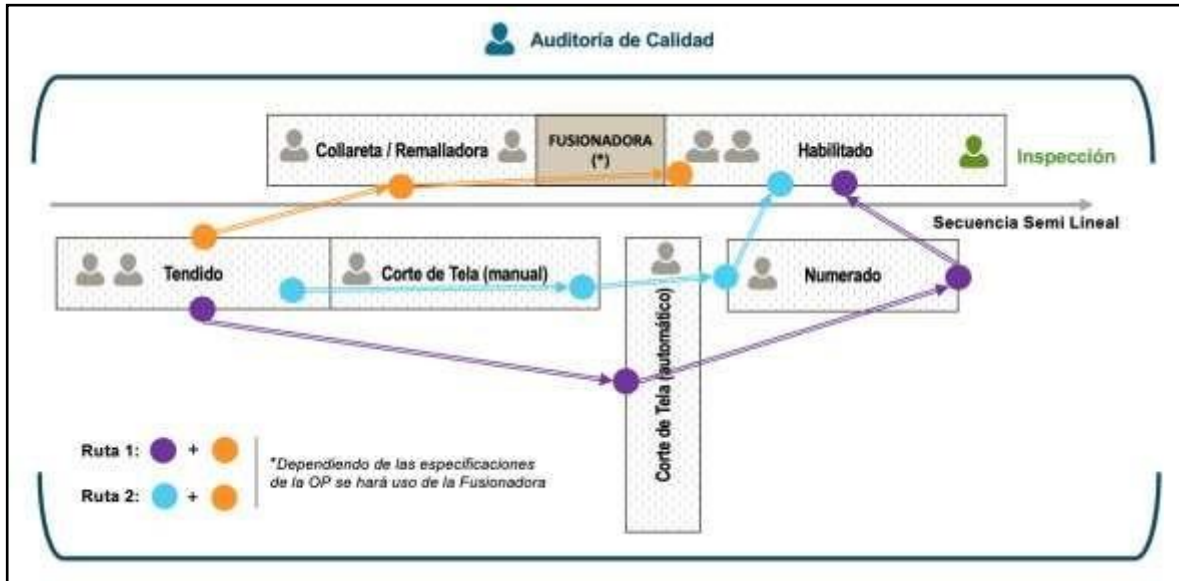 Auditoría de Calidad
Collareta / Remalladora
FUSIONADORA
(*)
Habilitado
Inspección
Secuencia Semi Lineal
Tendido
Corte de Tela (manual)
Corte de Tela (automático)
Numerado
Ruta 1: +
Ruta 2: +
*Dependiendo de las especificaciones
de la OP se hará uso de la Fusionadora